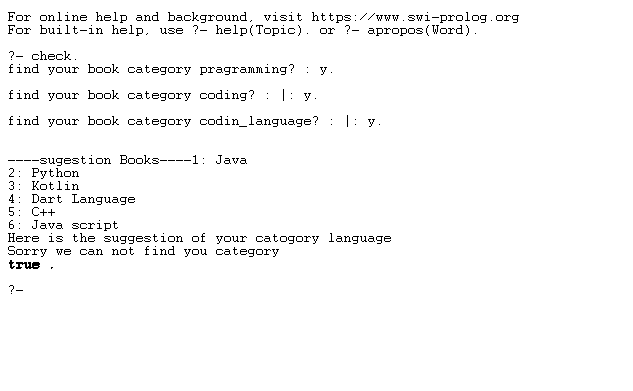 For online help and background, visit https://www.swi-prolog.org
For built-in help, use ?- help(Topic). or ?- apropos(Word).
?- check.
find your book category pragramming? : y.
find your book category coding? : |: y.
find your book category codin_language? : |: y.
----sugestion Books----1: Java
2: Python
3: Kotlin
4: Dart Language
5: C++
6: Java script
Here is the suggestion of your catogory language
Sorry we can not find you category
true .
?-